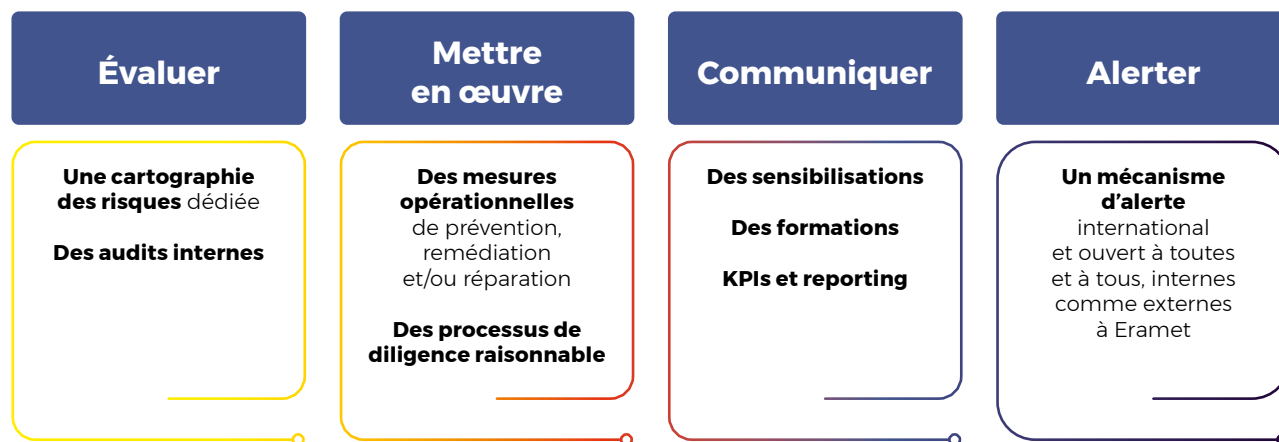 Évaluer
Une cartographie
des risques dédiée
Des audits internes
Mettre
en œuvre
Des mesures
opérationnelles
de prévention,
remédiation
et/ou réparation
Des processus de
diligence raisonnable
Communiquer
Des sensibilisations
Des formations
KPIs et reporting
Alerter
Un mécanisme
d’alerte
international
et ouvert à toutes
et à tous, internes
comme externes
à Eramet